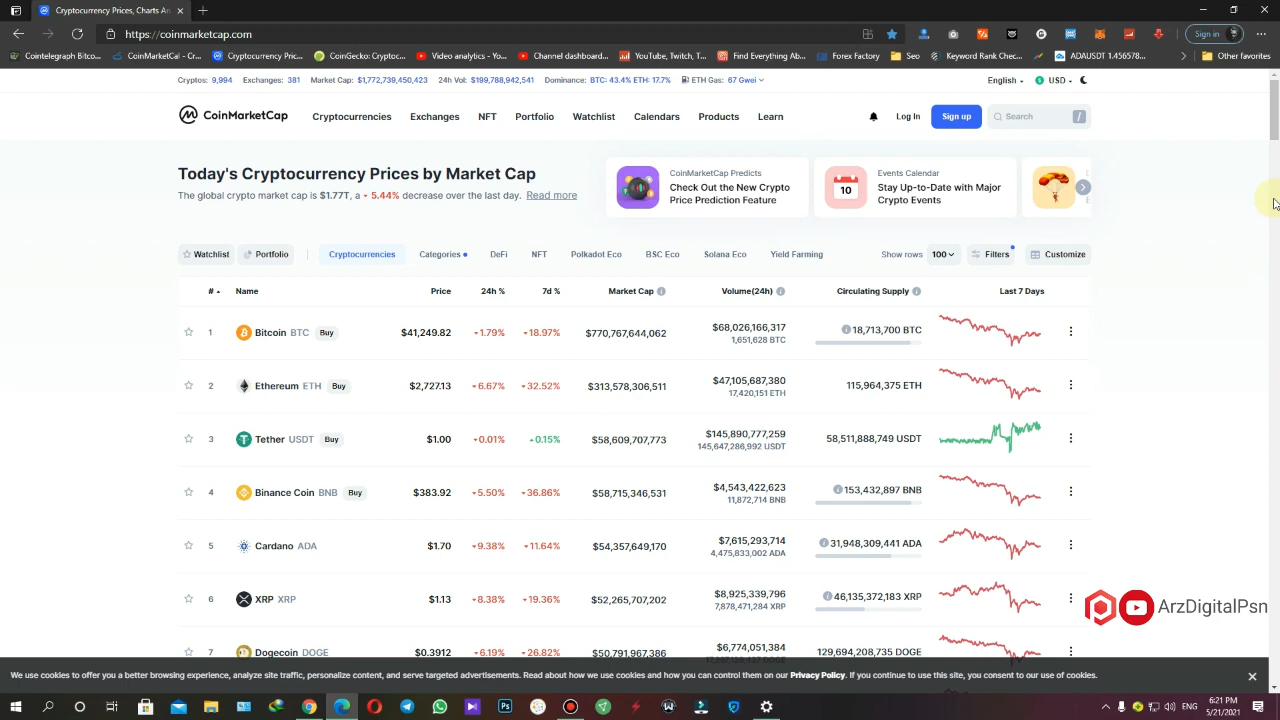 Cryptocurrency Prices, Charts An
https://coinmarketcap.com
Sign in
Cointelegraph Bitc...
CoinMarketCal - Cr...
Cryptocurrency Pric...
CoinGecko: Cryptoc...
Video analytics - Yo...
Channel dashboard...
YouTube, Twitch, T...
Find Everything Ab...
Forex Factory
Seo
Keyword Rank Che...
ADAUSDT 1.456578...
Other favorites
Cryptos: 9,994 Exchanges: 381 Market Cap: $1,772,739,450,423 24h Vol: $199,788,942,541 Dominance: BTC: 43.4% ETH: 17.7% ETH Gas: 67 Gwei
English
USD
CoinMarketCap
Cryptocurrencies Exchanges NFT Portfolio Watchlist Calendars Products Learn
Log In
Sign up
Search /
Today's Cryptocurrency Prices by Market Cap
The global crypto market cap is $1.77T, a 5.44% decrease over the last day. Read more
CoinMarketCap Predicts
Check Out the New Crypto
Price Prediction Feature
10
Events Calendar
Stay Up-to-Date with Major
Crypto Events
Watchlist Portfolio Cryptocurrencies Categories DeFi NFT Polkadot Eco BSC Eco Solana Eco Yield Farming Show rows 100 Filters Customize
# Name Price 24h % 7d % Market Cap Volume(24h) Circulating Supply Last 7 Days
1 Bitcoin BTC Buy $41,249.82 1.79% 18.97% $770,767,644,062 $68,026,166,317 18,713,700 BTC
1,651,628 BTC
2 Ethereum ETH Buy $2,727.13 6.67% 32.52% $313,578,306,511 $47,105,687,380 115,964,375 ETH
17,420,151 ETH
3 Tether USDT Buy $1.00 0.01% 0.15% $58,609,707,773 $145,890,777,259 58,511,888,749 USDT
145,647,286,992 USDT
4 Binance Coin BNB Buy $383.92 5.50% 36.86% $58,715,346,531 $4,543,422,623 153,432,897 BNB
11,872,714 BNB
5 Cardano ADA $1.70 9.38% 11.64% $54,357,649,170 $7,615,293,714 31,948,309,441 ADA
4,475,833,002 ADA
6 XRP XRP $1.13 8.38% 19.36% $52,265,707,202 $8,925,339,796 46,135,372,183 XRP
7,878,471,284 XRP
ArzDigitalPsn
7 Dogecoin DOGE $0.3912 6.19% 26.82% $50,791,967,386 $6,774,051,384 129,694,208,735 DOGE
We use cookies to offer you a better browsing experience, analyze site traffic, personalize content, and serve targeted advertisements. Read about how we use cookies and how you can control them on our Privacy Policy. If you continue to use this site, you consent to our use of cookies.
ENG
6:21 PM
5/21/2021